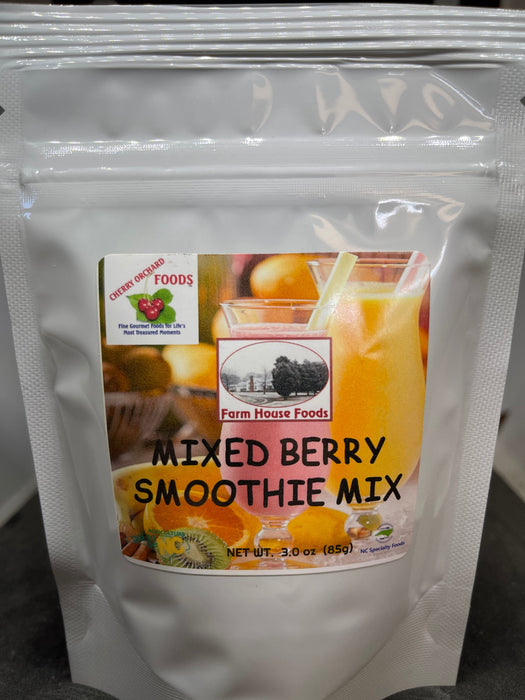 CHERRY ORCHARD
FOODS
Fine Gourmet Foods for Life's
Most Treasured Moments
Farm House Foods
MIXED BERRY
SMOOTHIE MIX
NET WT. 3.0 oz (85g)
NC Specialty Foods